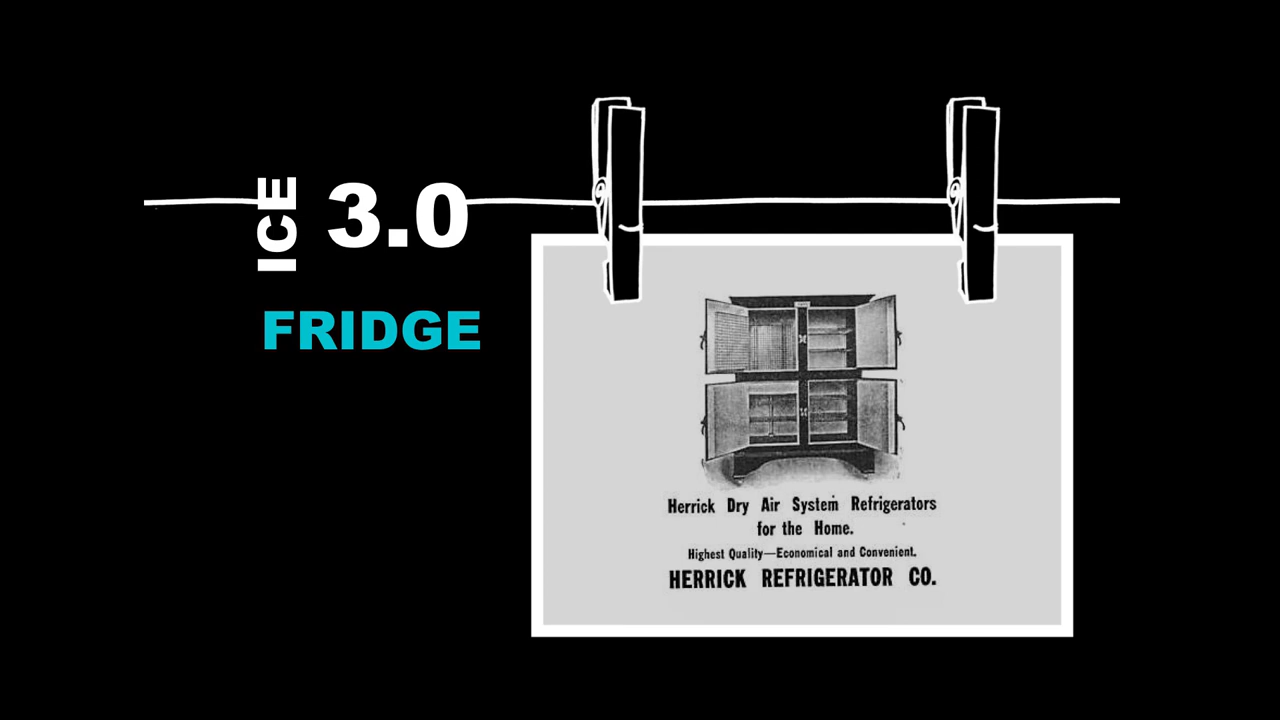 ICE 3.0
FRIDGE
Herrick Dry Air System Refrigerators
for the Home.
Highest Quality—Economical and Convenient.
HERRICK REFRIGERATOR CO.